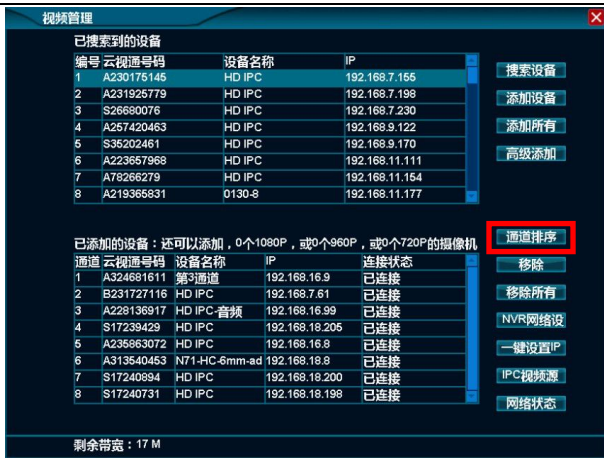 视频管理
已搜索到的设备
编号 云视通号码 设备名称 IP
1 A230175145 HD IPC 192.168.7.155
2 A231925779 HD IPC 192.168.7.198
3 S26680076 HD IPC 192.168.7.230
4 A257420463 HD IPC 192.168.9.122
5 S35202461 HD IPC 192.168.9.170
6 A223657968 HD IPC 192.168.11.111
7 A78266279 HD IPC 192.168.11.154
8 A219365831 0130-8 192.168.11.177
搜索设备
添加设备
添加所有
高级添加
已添加的设备：还可以添加，0个1080P，或0个960P，或0个720P的摄像机
通道 云视通号码 设备名称 IP 连接状态
1 A324681611 第3通道 192.168.16.9 已连接
2 B231727116 HD IPC 192.168.7.61 已连接
3 A228136917 HD IPC-音频 192.168.16.99 已连接
4 S17239429 HD IPC 192.168.18.205 已连接
5 A235863072 HD IPC 192.168.16.8 已连接
6 A313540453 N71-HC-6mm-ad 192.168.18.8 已连接
7 S17240894 HD IPC 192.168.18.200 已连接
8 S17240731 HD IPC 192.168.18.198 已连接
通道排序
移除
移除所有
NVR网络设
一键设置IP
IPC视频源
网络状态
剩余带宽：17 M